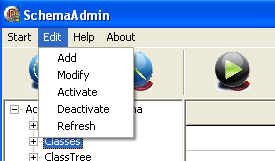 SchemaAdmin
Start Edit Help About
Add
Modify
Activate
Deactivate
Refresh
Classes
ClassTree